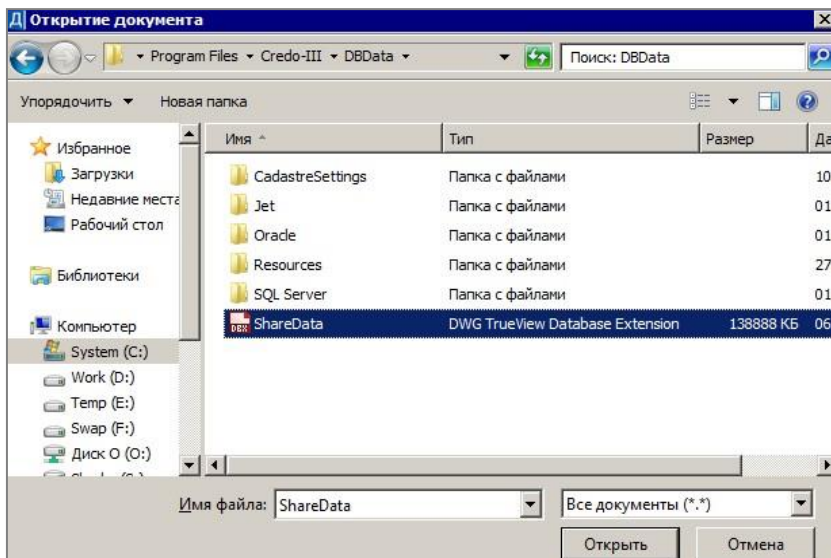 Д Открытие документа
Program Files Credo-III DBData
Поиск: DBData
Упорядочить Новая папка
Избранное
Загрузки
Недавние места
Рабочий стол
Библиотеки
Компьютер
System (C:)
Work (D:)
Temp (E:)
Swap (F:)
Диск O (O:)
Имя Тип Размер Да
CadastreSettings Папка с файлами 10
Jet Папка с файлами 01
Oracle Папка с файлами 01
Resources Папка с файлами 27
SQL Server Папка с файлами 01
DBX ShareData DWG TrueView Database Extension 138888 КБ 06
Имя файла: ShareData Все документы (*.*)
Открыть Отмена